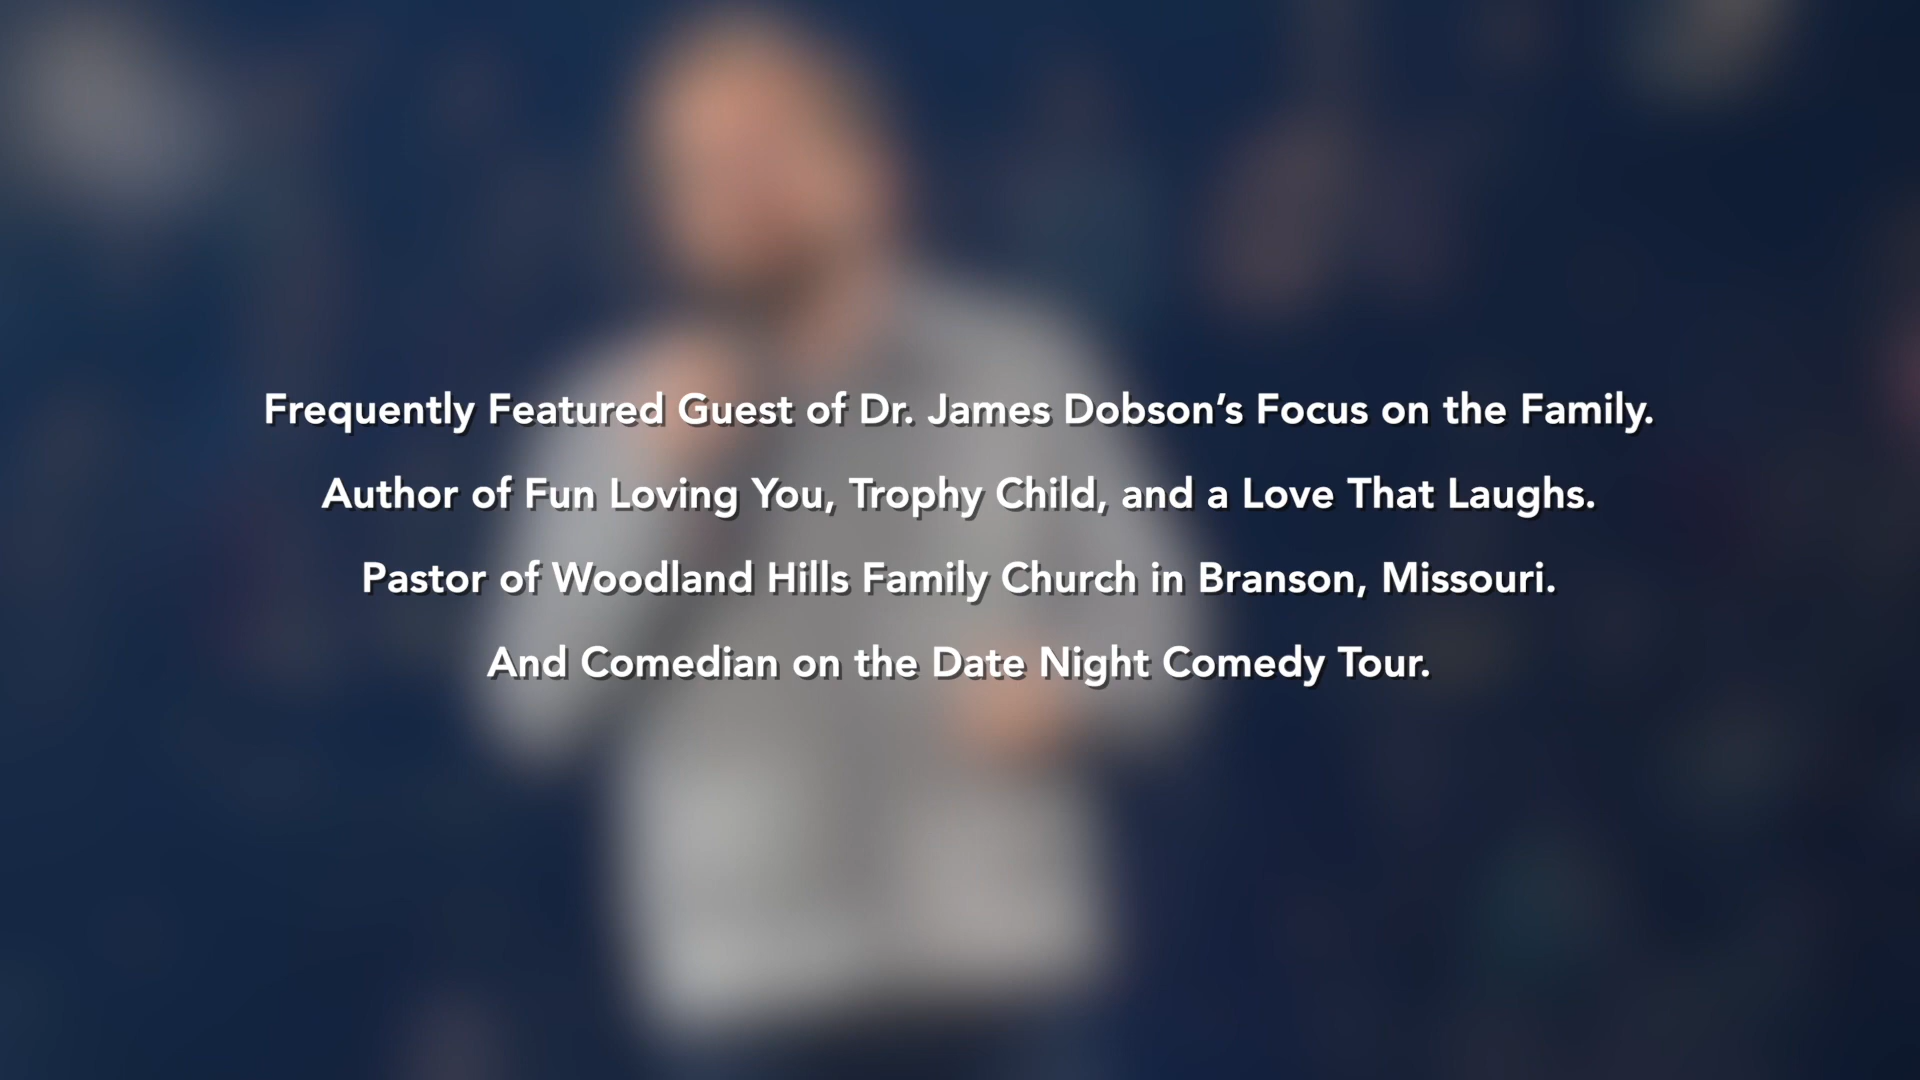 Frequently Featured Guest of Dr. James Dobson’s Focus on the Family.
Author of Fun Loving You, Trophy Child, and a Love That Laughs.
Pastor of Woodland Hills Family Church in Branson, Missouri.
And Comedian on the Date Night Comedy Tour.